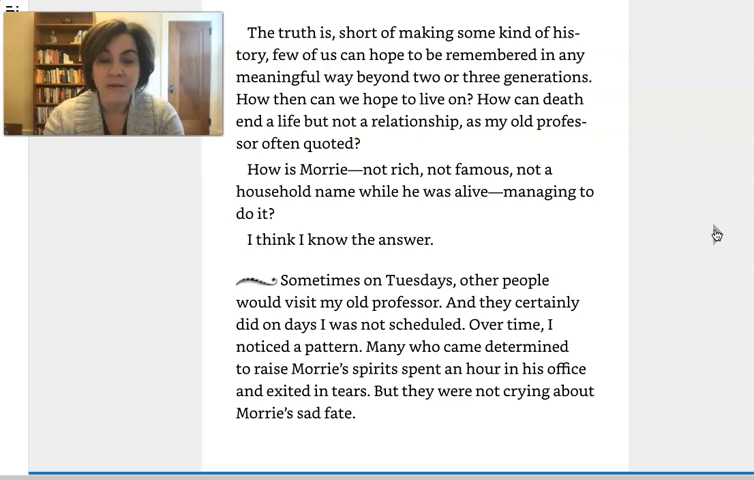 The truth is, short of making some kind of his-
tory, few of us can hope to be remembered in any
meaningful way beyond two or three generations.
How then can we hope to live on? How can death
end a life but not a relationship, as my old profes-
sor often quoted?
How is Morrie—not rich, not famous, not a
household name while he was alive—managing to
do it?
I think I know the answer.
Sometimes on Tuesdays, other people
would visit my old professor. And they certainly
did on days I was not scheduled. Over time, I
noticed a pattern. Many who came determined
to raise Morrie’s spirits spent an hour in his office
and exited in tears. But they were not crying about
Morrie’s sad fate.